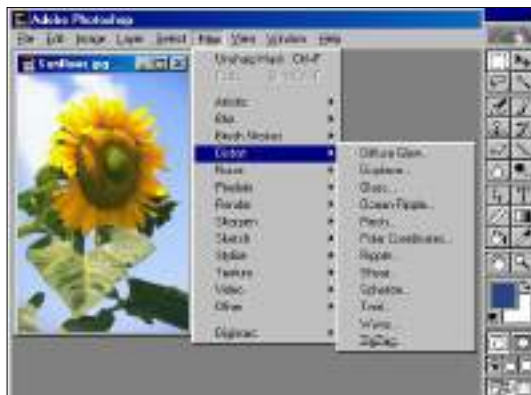 Adobe Photoshop
File Edit Image Layer Select Filter View Window Help
Sunflower.jpg
Unsharp Mask Ctrl+F
Artistic
Blur
Brush Strokes
Distort
Noise
Pixelate
Render
Sharpen
Sketch
Stylize
Texture
Video
Other
Digimarc
Diffuse Glow...
Displace...
Glass...
Ocean Ripple...
Pinch...
Polar Coordinates...
Ripple...
Shear...
Spherize...
Twirl...
Wave...
ZigZag...